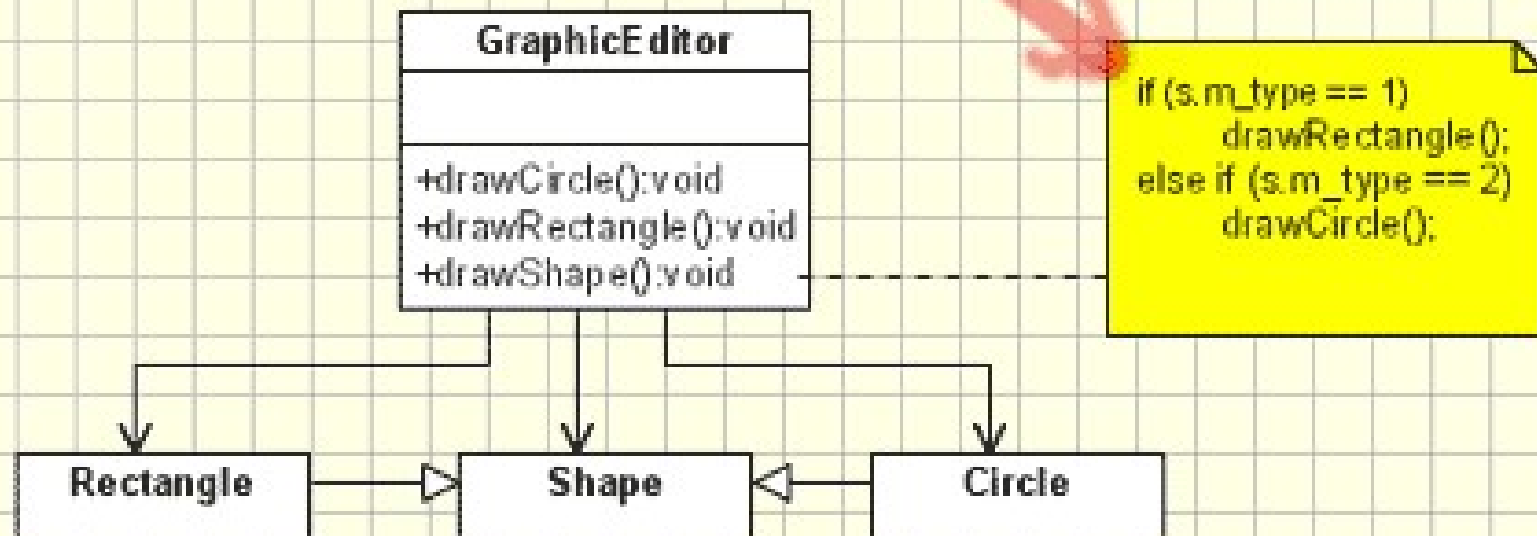 GraphicEditor
+drawCircle():void
+drawRectangle():void
+drawShape():void
if (s.m_type == 1)
drawRectangle();
else if (s.m_type == 2)
drawCircle();
Rectangle
Shape
Circle